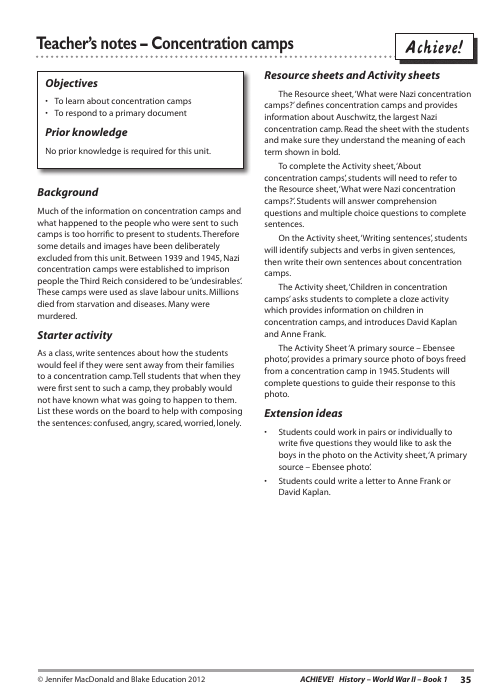 Teacher's notes – Concentration camps
Achieve!
Objectives
• To learn about concentration camps
• To respond to a primary document
Prior knowledge
No prior knowledge is required for this unit.
Background
Much of the information on concentration camps and
what happened to the people who were sent to such
camps is too horrific to present to students. Therefore
some details and images have been deliberately
excluded from this unit. Between 1939 and 1945, Nazi
concentration camps were established to imprison
people the Third Reich considered to be 'undesirables'.
These camps were used as slave labour units. Millions
died from starvation and diseases. Many were
murdered.
Starter activity
As a class, write sentences about how the students
would feel if they were sent away from their families
to a concentration camp. Tell students that when they
were first sent to such a camp, they probably would
not have known what was going to happen to them.
List these words on the board to help with composing
the sentences: confused, angry, scared, worried, lonely.
Resource sheets and Activity sheets
The Resource sheet, 'What were Nazi concentration
camps?' defines concentration camps and provides
information about Auschwitz, the largest Nazi
concentration camp. Read the sheet with the students
and make sure they understand the meaning of each
term shown in bold.
To complete the Activity sheet, 'About
concentration camps', students will need to refer to
the Resource sheet, 'What were Nazi concentration
camps?'. Students will answer comprehension
questions and multiple choice questions to complete
sentences.
On the Activity sheet, 'Writing sentences', students
will identify subjects and verbs in given sentences,
then write their own sentences about concentration
camps.
The Activity sheet, 'Children in concentration
camps' asks students to complete a cloze activity
which provides information on children in
concentration camps, and introduces David Kaplan
and Anne Frank.
The Activity Sheet 'A primary source – Ebensee
photo', provides a primary source photo of boys freed
from a concentration camp in 1945. Students will
complete questions to guide their response to this
photo.
Extension ideas
• Students could work in pairs or individually to
write five questions they would like to ask the
boys in the photo on the Activity sheet, 'A primary
source – Ebensee photo'.
• Students could write a letter to Anne Frank or
David Kaplan.
© Jennifer MacDonald and Blake Education 2012
ACHIEVE! History – World War II – Book 1 35